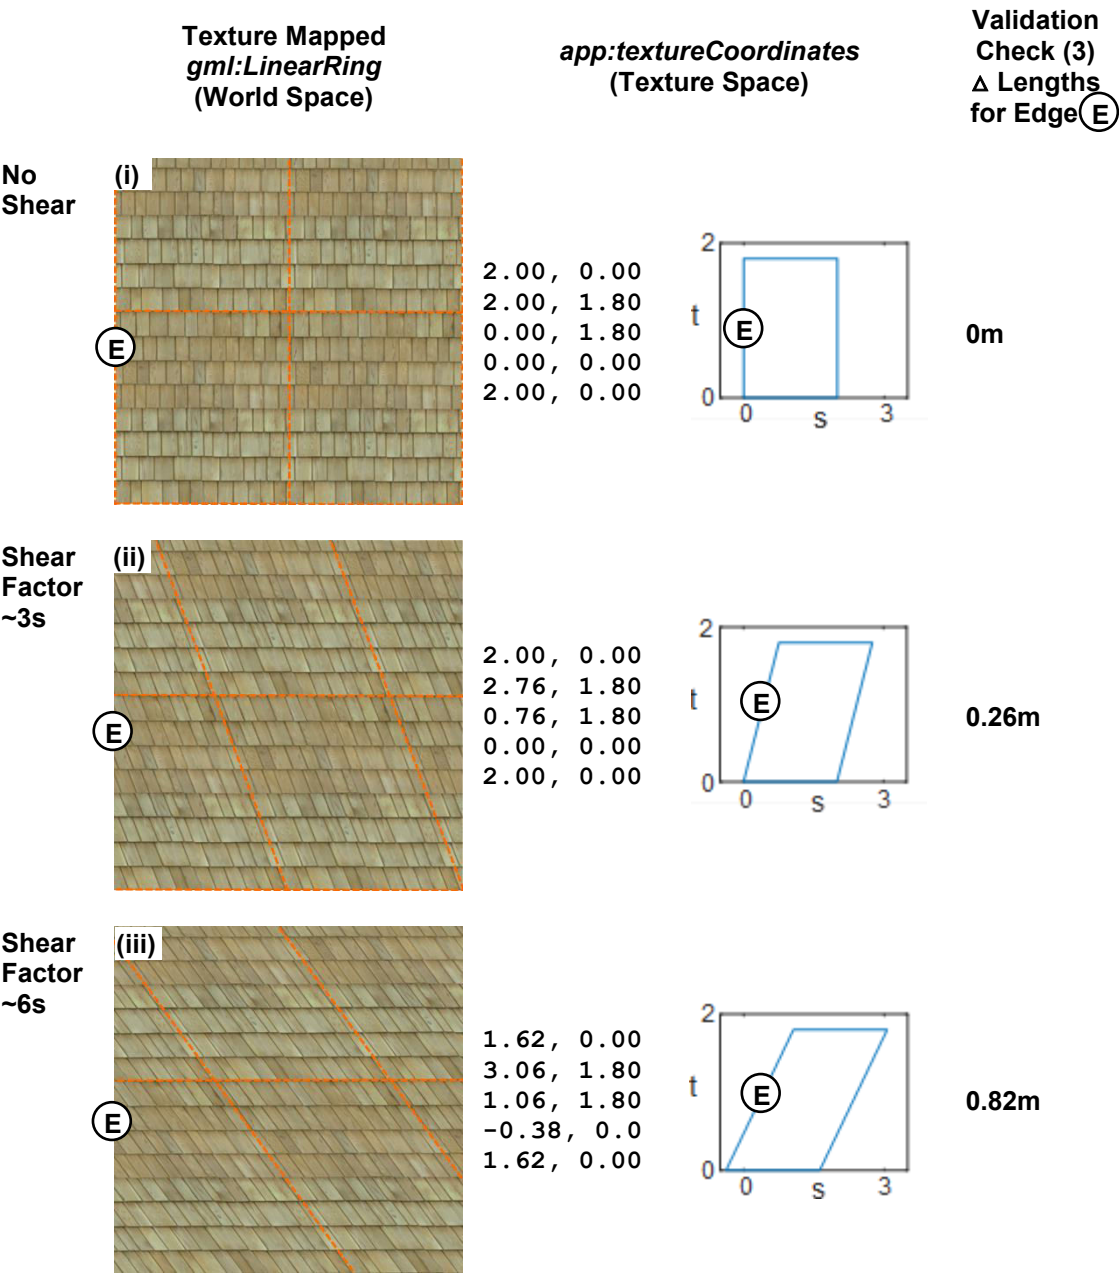 Texture Mapped
gml:LinearRing
(World Space)
app:textureCoordinates
(Texture Space)
Validation
Check (3)
Δ Lengths
for Edge E
No
Shear
(i)
E
2.00, 0.00
2.00, 1.80
0.00, 1.80
0.00, 0.00
2.00, 0.00
2
t
E
0
0
s
3
0m
Shear
Factor
~3s
(ii)
E
2.00, 0.00
2.76, 1.80
0.76, 1.80
0.00, 0.00
2.00, 0.00
2
t
E
0
0
s
3
0.26m
Shear
Factor
~6s
(iii)
E
1.62, 0.00
3.06, 1.80
1.06, 1.80
-0.38, 0.0
1.62, 0.00
2
t
E
0
0
s
3
0.82m